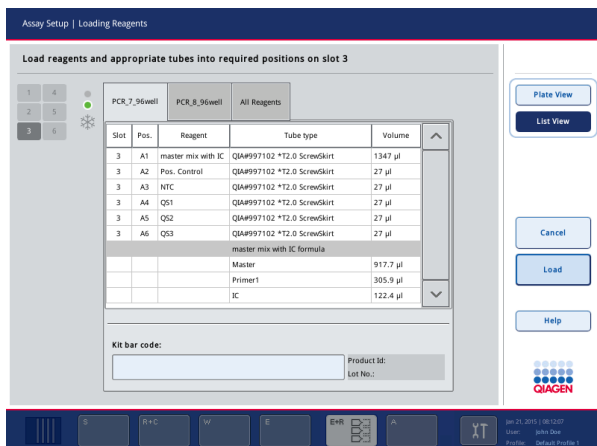 Assay Setup | Loading Reagents
Load reagents and appropriate tubes into required positions on slot 3
1 4
2 5
3 6
PCR_7_96well PCR_8_96well All Reagents
Slot Pos. Reagent Tube type Volume
3 A1 master mix with IC QIA#997102 *T2.0 ScrewSkirt 1347 µl
3 A2 Pos. Control QIA#997102 *T2.0 ScrewSkirt 27 µl
3 A3 NTC QIA#997102 *T2.0 ScrewSkirt 27 µl
3 A4 QS1 QIA#997102 *T2.0 ScrewSkirt 27 µl
3 A5 QS2 QIA#997102 *T2.0 ScrewSkirt 27 µl
3 A6 QS3 QIA#997102 *T2.0 ScrewSkirt 27 µl
master mix with IC formula
Master 917.7 µl
Primer1 305.9 µl
IC 122.4 µl
Kit bar code:
Product Id:
Lot No.:
Plate View
List View
Cancel
Load
Help
QIAGEN
S R+C W E E+R A
Jan 21, 2015 | 08:12:07
User: John Doe
Profile: Default Profile 1